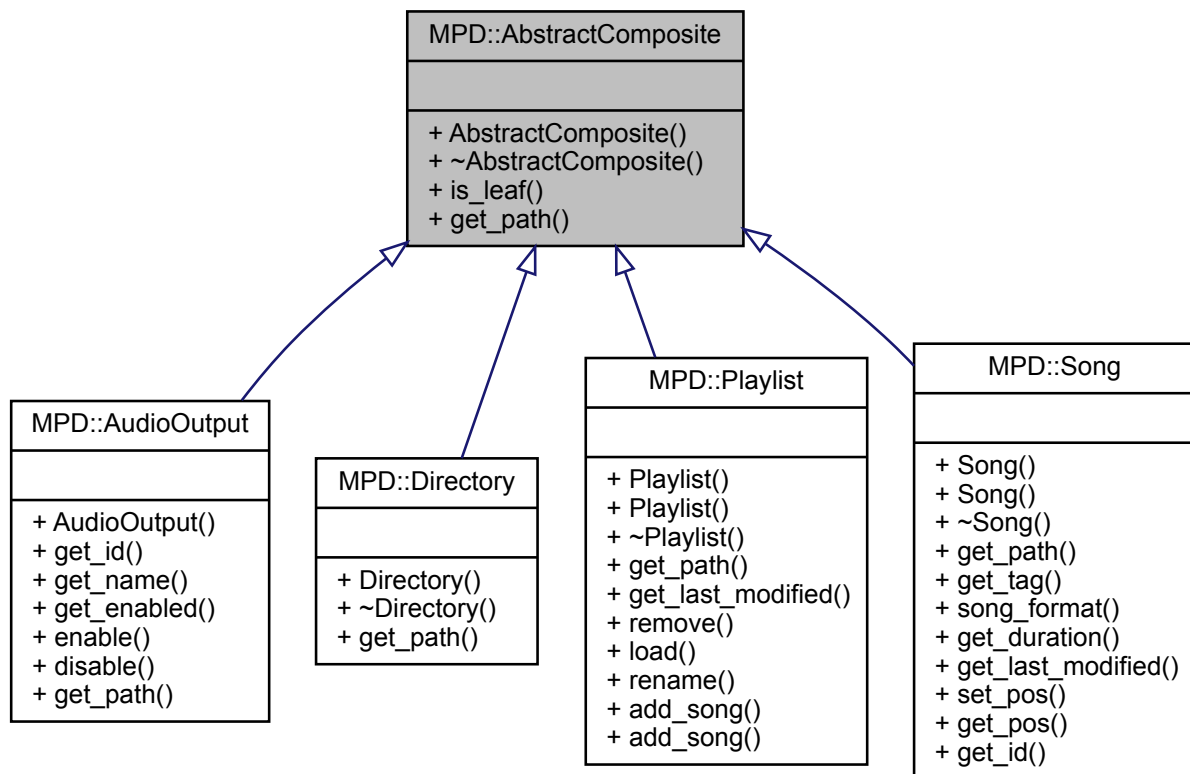 MPD::AbstractComposite
+ AbstractComposite()
+ ~AbstractComposite()
+ is_leaf()
+ get_path()
MPD::AudioOutput
+ AudioOutput()
+ get_id()
+ get_name()
+ get_enabled()
+ enable()
+ disable()
+ get_path()
MPD::Directory
+ Directory()
+ ~Directory()
+ get_path()
MPD::Playlist
+ Playlist()
+ Playlist()
+ ~Playlist()
+ get_path()
+ get_last_modified()
+ remove()
+ load()
+ rename()
+ add_song()
+ add_song()
MPD::Song
+ Song()
+ Song()
+ ~Song()
+ get_path()
+ get_tag()
+ song_format()
+ get_duration()
+ get_last_modified()
+ set_pos()
+ get_pos()
+ get_id()